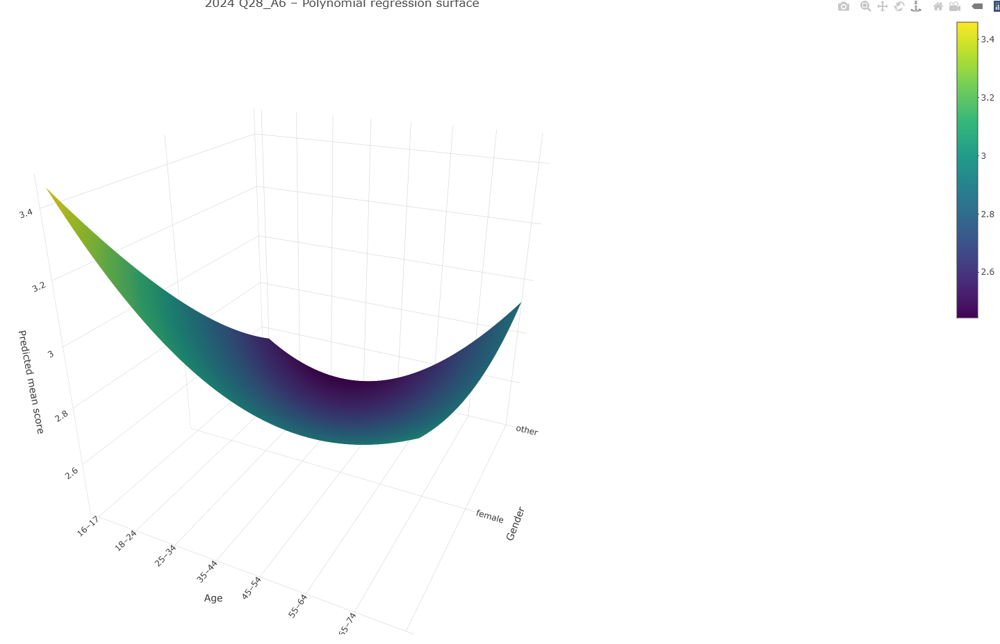 2024 Q28_A6 – Polynomial regression surface
3.4
3.2
3
2.8
2.6
3.4
3.2
3
2.8
2.6
Predicted mean score
other
female
Gender
16–17
18–24
25–34
35–44
45–54
55–64
65–74
Age